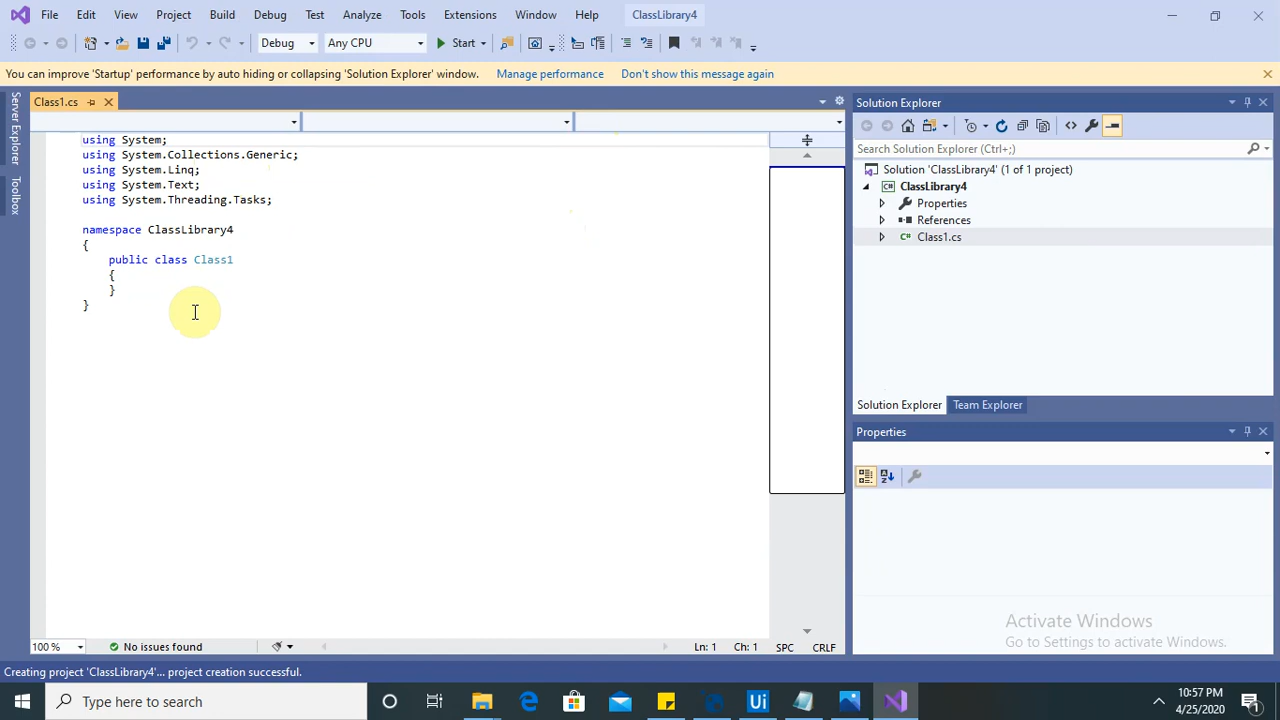 File Edit View Project Build Debug Test Analyze Tools Extensions Window Help ClassLibrary4
Debug Any CPU Start
You can improve 'Startup' performance by auto hiding or collapsing 'Solution Explorer' window. Manage performance Don't show this message again
Server Explorer
Toolbox
Class1.cs
using System;
using System.Collections.Generic;
using System.Linq;
using System.Text;
using System.Threading.Tasks;
namespace ClassLibrary4
{
public class Class1
{
}
}
Solution Explorer
Search Solution Explorer (Ctrl+;)
Solution 'ClassLibrary4' (1 of 1 project)
C# ClassLibrary4
Properties
References
C# Class1.cs
Solution Explorer Team Explorer
Properties
Activate Windows
Go to Settings to activate Windows.
100 % No issues found Ln: 1 Ch: 1 SPC CRLF
Creating project 'ClassLibrary4'... project creation successful.
Type here to search
Ui
10:57 PM
4/25/2020
1